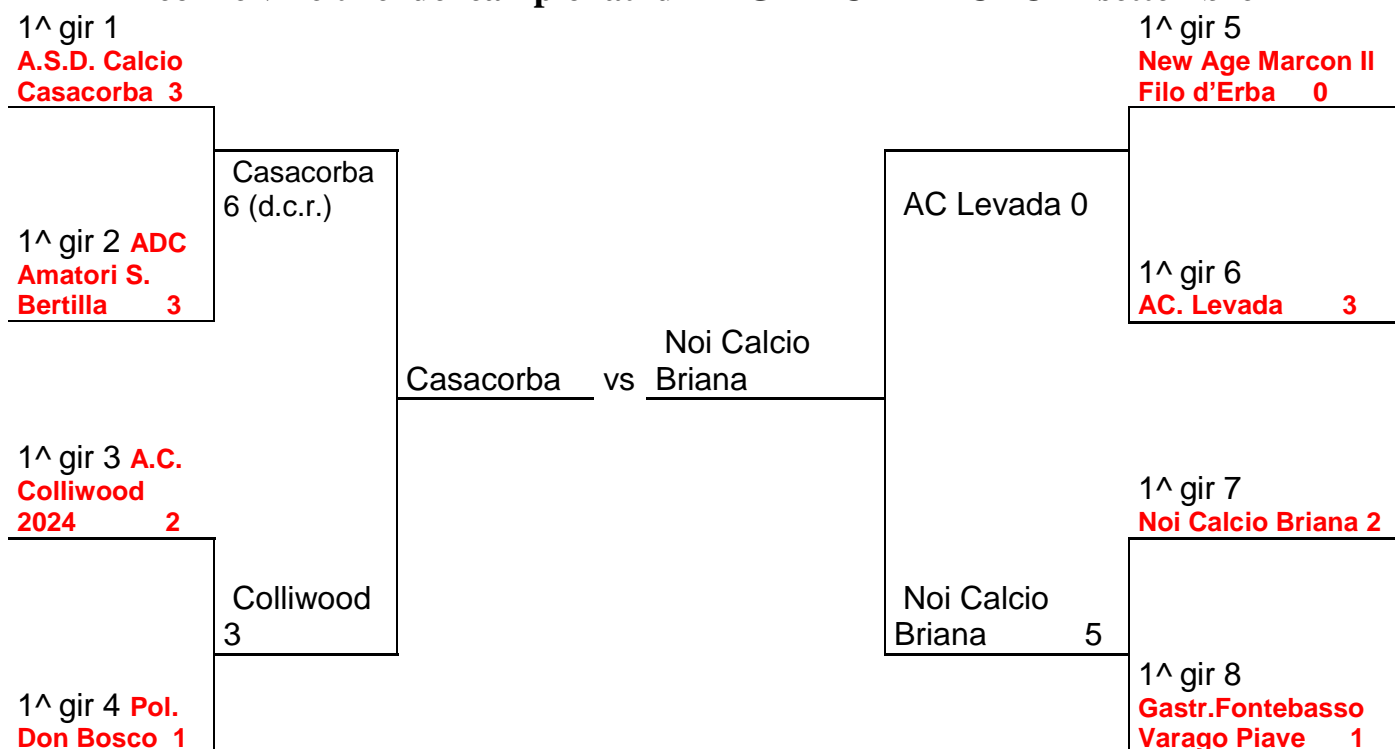 1^ gir 1
A.S.D. Calcio
Casacorba 3
1^ gir 2 ADC
Amatori S.
Bertilla 3
1^ gir 3 A.C.
Colliwood
2024 2
1^ gir 4 Pol.
Don Bosco 1
Casacorba
6 (d.c.r.)
Colliwood
3
Casacorba vs Noi Calcio
Briana
AC Levada 0
Noi Calcio
Briana 5
1^ gir 5
New Age Marcon Il
Filo d'Erba 0
1^ gir 6
AC. Levada 3
1^ gir 7
Noi Calcio Briana 2
1^ gir 8
Gastr.Fontebasso
Varago Piave 1